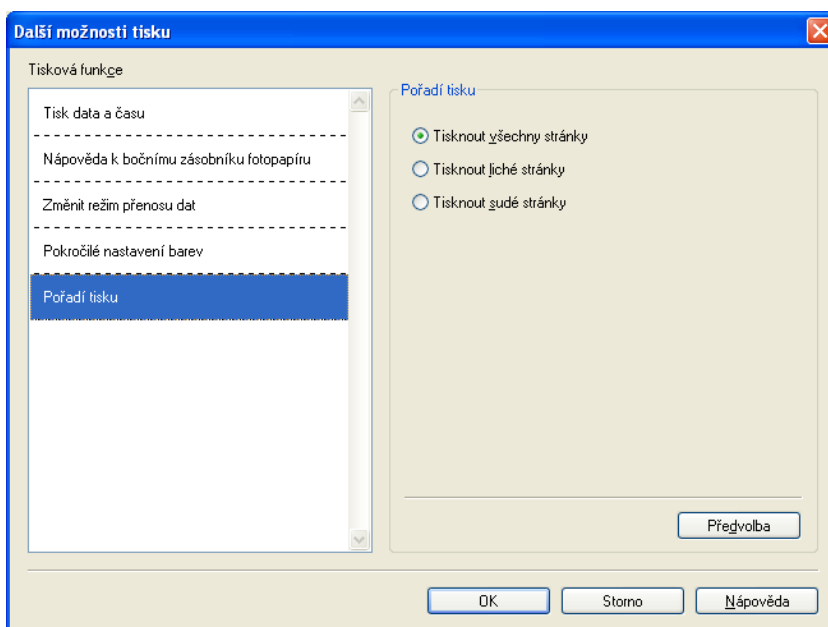 Další možnosti tisku
Tisková funkce
Tisk data a času
Nápověda k bočnímu zásobníku fotopapíru
Změnit režim přenosu dat
Pokročilé nastavení barev
Pořadí tisku
Pořadí tisku
Tisknout všechny stránky
Tisknout liché stránky
Tisknout sudé stránky
Předvolba
OK
Storno
Nápověda